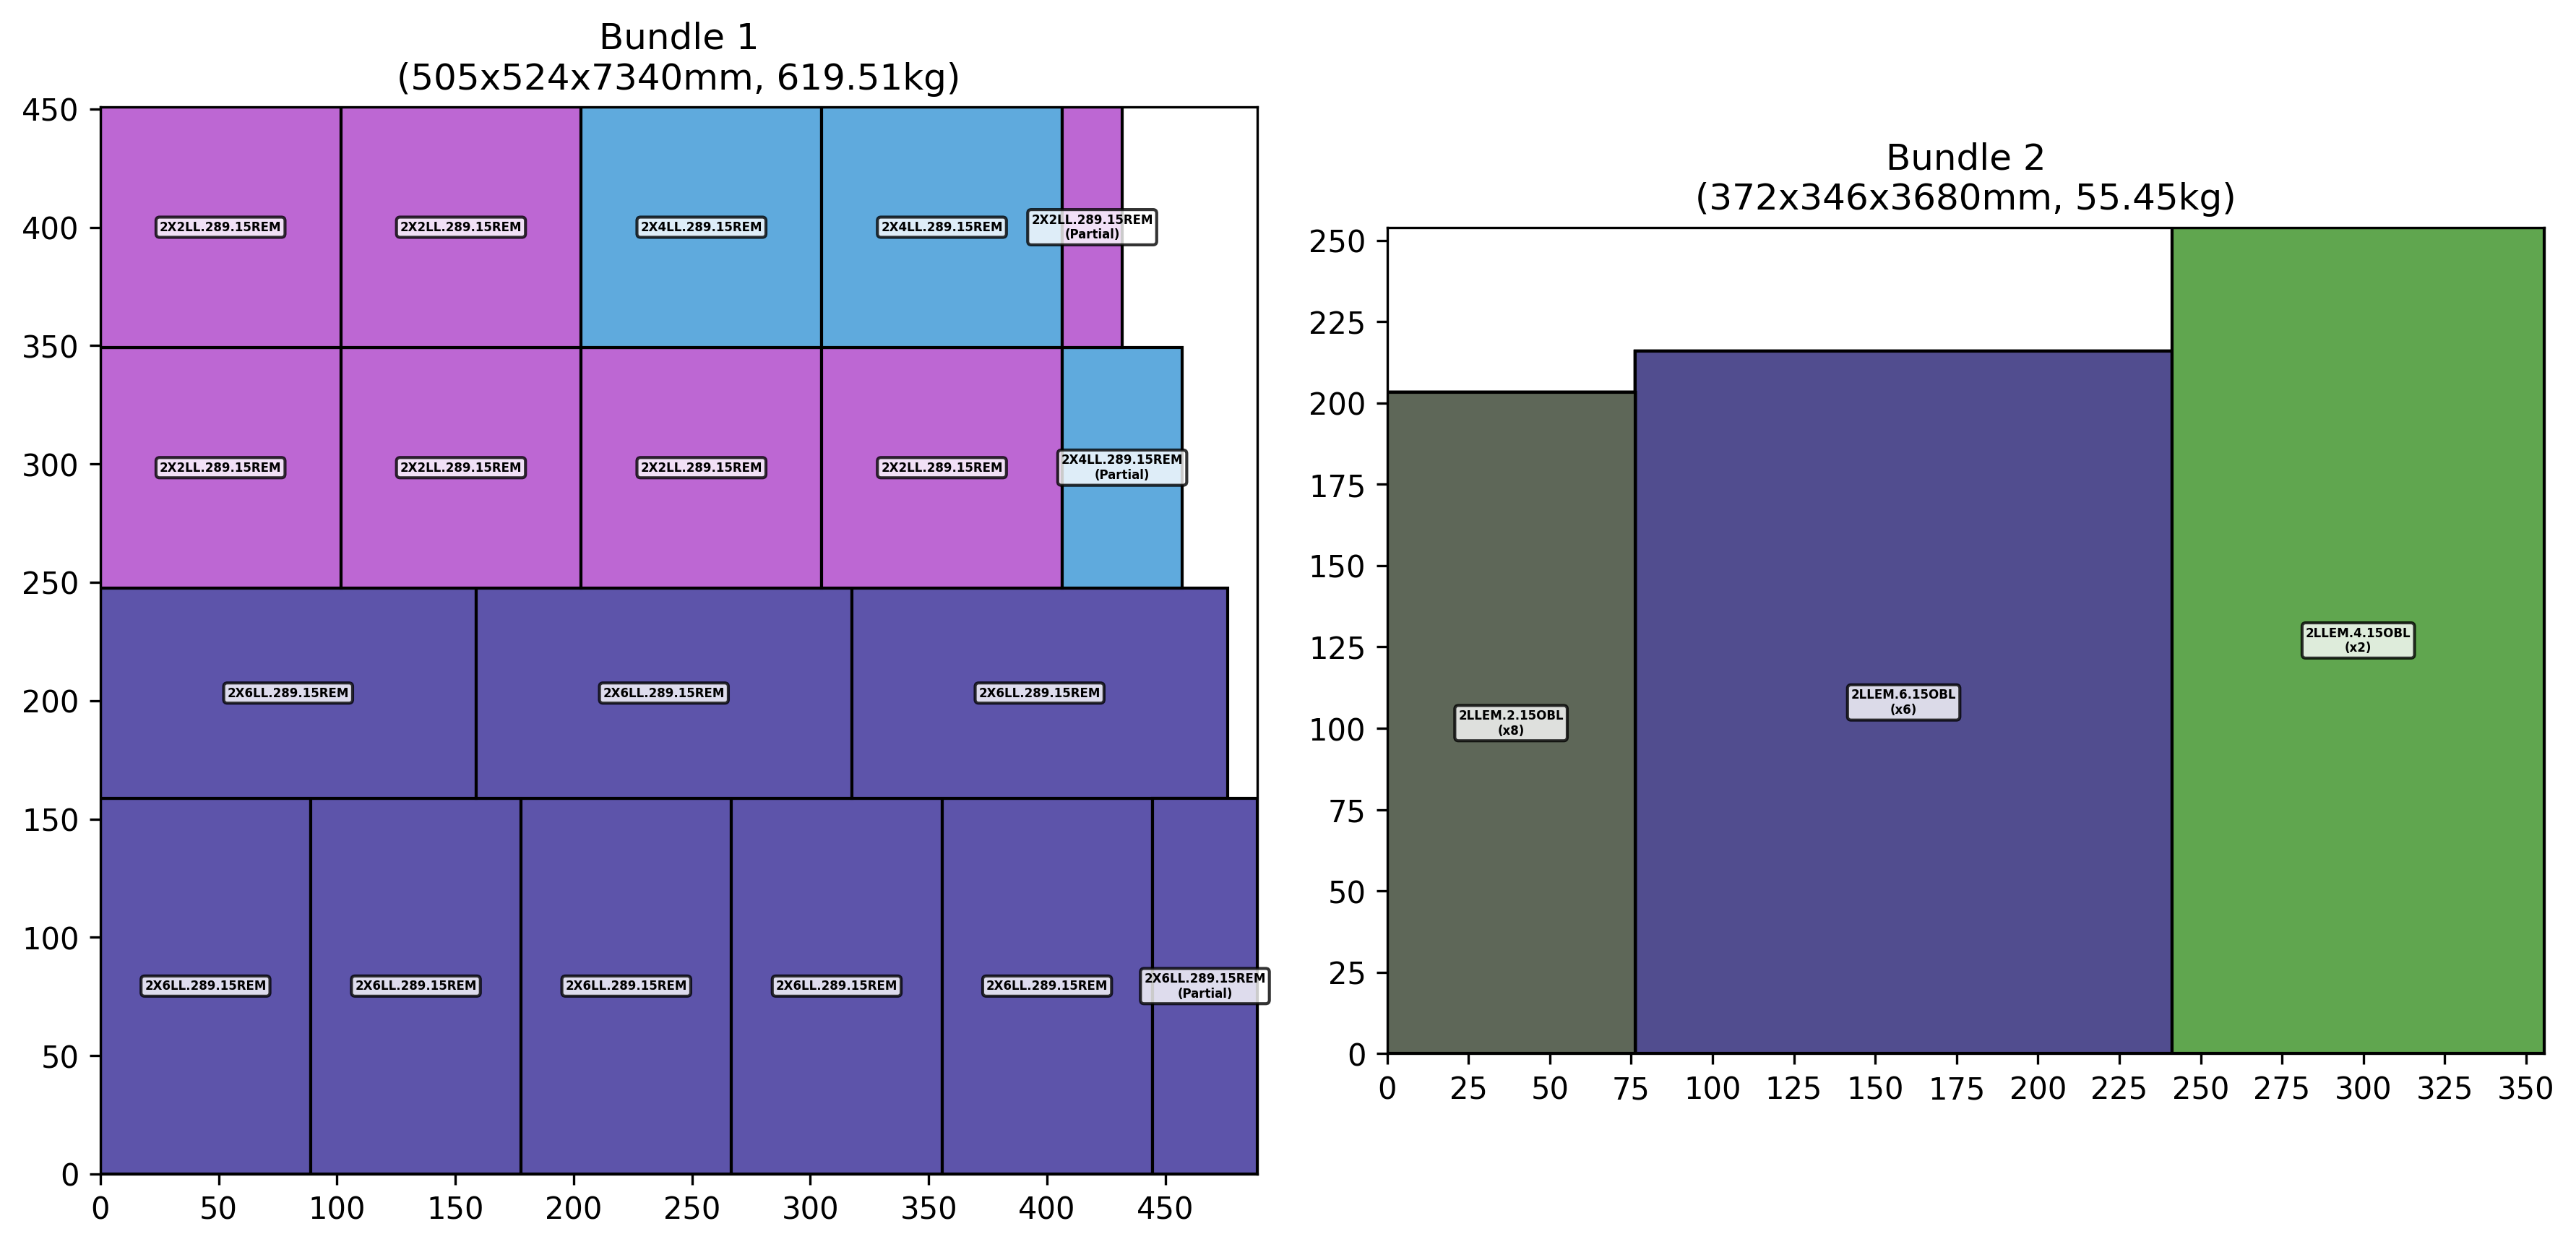 Bundle 1
(505x524x7340mm, 619.51kg)
450
400
350
300
250
200
150
100
50
0
2X2LL.289.15REM
2X2LL.289.15REM
2X4LL.289.15REM
2X4LL.289.15REM
2X2LL.289.15REM
(Partial)
2X2LL.289.15REM
2X2LL.289.15REM
2X2LL.289.15REM
2X2LL.289.15REM
2X4LL.289.15REM
(Partial)
2X6LL.289.15REM
2X6LL.289.15REM
2X6LL.289.15REM
2X6LL.289.15REM
2X6LL.289.15REM
2X6LL.289.15REM
2X6LL.289.15REM
2X6LL.289.15REM
2X6LL.289.15REM
(Partial)
0 50 100 150 200 250 300 350 400 450
Bundle 2
(372x346x3680mm, 55.45kg)
250
225
200
175
150
125
100
75
50
25
0
2LLEM.2.15OBL
(x8)
2LLEM.6.15OBL
(x6)
2LLEM.4.15OBL
(x2)
0 25 50 75 100 125 150 175 200 225 250 275 300 325 350